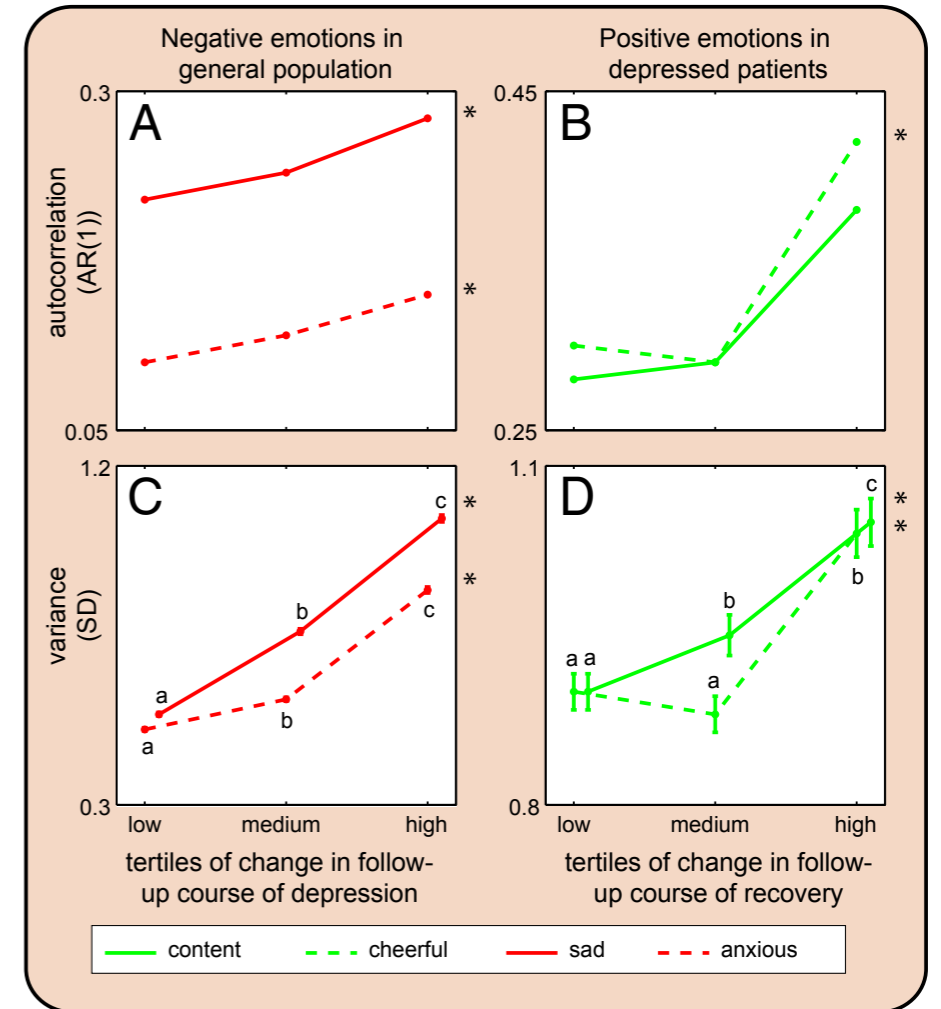 Negative emotions in
general population
Positive emotions in
depressed patients
0.3
A
*
*
autocorrelation
(AR(1))
0.05
0.45
B
*
0.25
1.2
C
c
*
b
*
c
a
b
a
variance
(SD)
0.3
low
medium
high
tertiles of change in follow-
up course of depression
1.1
D
c
*
*
b
b
a a
a
0.8
low
medium
high
tertiles of change in follow-
up course of recovery
content
cheerful
sad
anxious